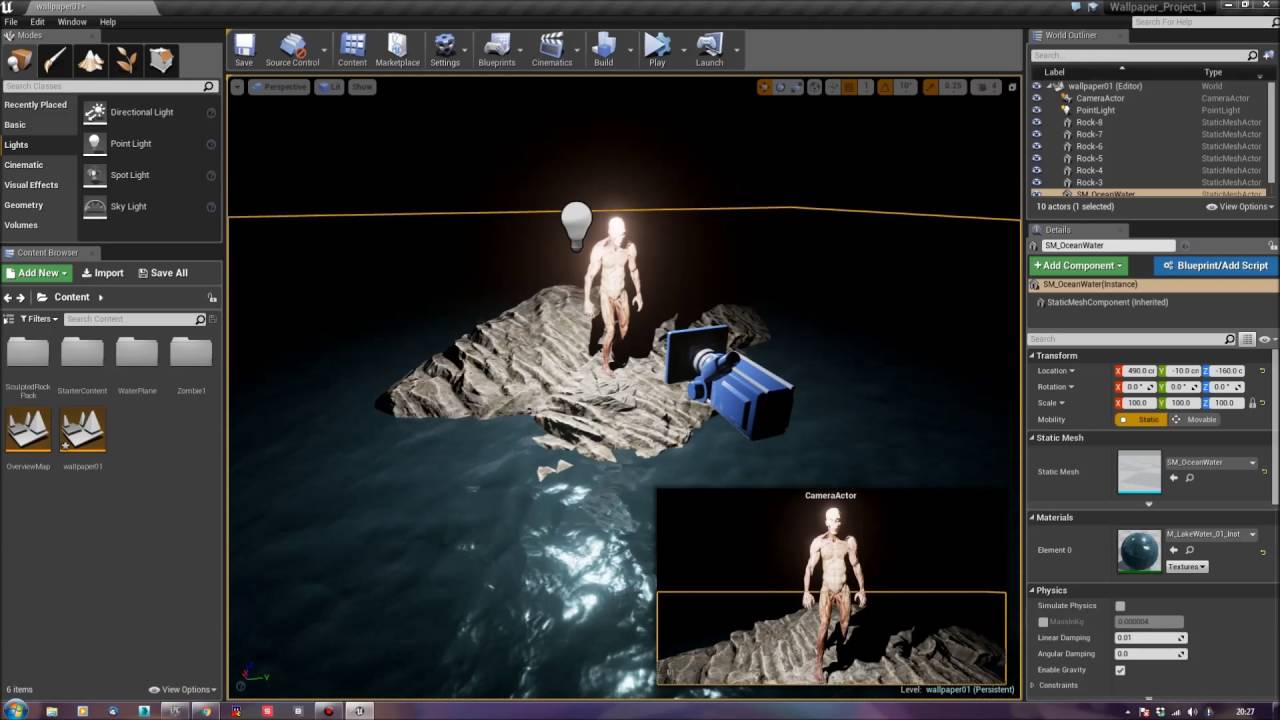 wallpaper01*
Wallpaper_Project_1
File Edit Window Help
Search For Help
Modes
World Outliner
Save Source Control Content Marketplace Settings Blueprints Cinematics Build Play Launch
Search...
Label Type
Search Classes
Perspective Lit Show 1 10° 0.25 4
wallpaper01 (Editor) World
CameraActor CameraActor
PointLight PointLight
Rock-8 StaticMeshActor
Rock-7 StaticMeshActor
Rock-6 StaticMeshActor
Rock-5 StaticMeshActor
Rock-4 StaticMeshActor
Rock-3 StaticMeshActor
SM_OceanWater StaticMeshActor
10 actors (1 selected) View Options
Recently Placed
Basic
Lights
Cinematic
Visual Effects
Geometry
Volumes
Directional Light
Point Light
Spot Light
Sky Light
Details
SM_OceanWater
+Add Component Blueprint/Add Script
SM_OceanWater(Instance)
StaticMeshComponent (Inherited)
Search
Content Browser
Add New Import Save All
Content
Filters Search Content
SculptedRock
Pack
StarterContent
WaterPlane
Zombie1
OverviewMap
wallpaper01
6 items View Options
Transform
Location X 490.0 cr Y -10.0 cn Z -160.0 c
Rotation X 0.0 ° Y 0.0 ° Z 0.0 °
Scale X 100.0 Y 100.0 Z 100.0
Mobility Static Movable
Static Mesh
Static Mesh SM_OceanWater
Materials
Element 0 M_LakeWater_01_Inst
Textures
Physics
Simulate Physics
MassInKg 0.000004
Linear Damping 0.01
Angular Damping 0.0
Enable Gravity
Constraints
CameraActor
Level: wallpaper01 (Persistent)
20:27